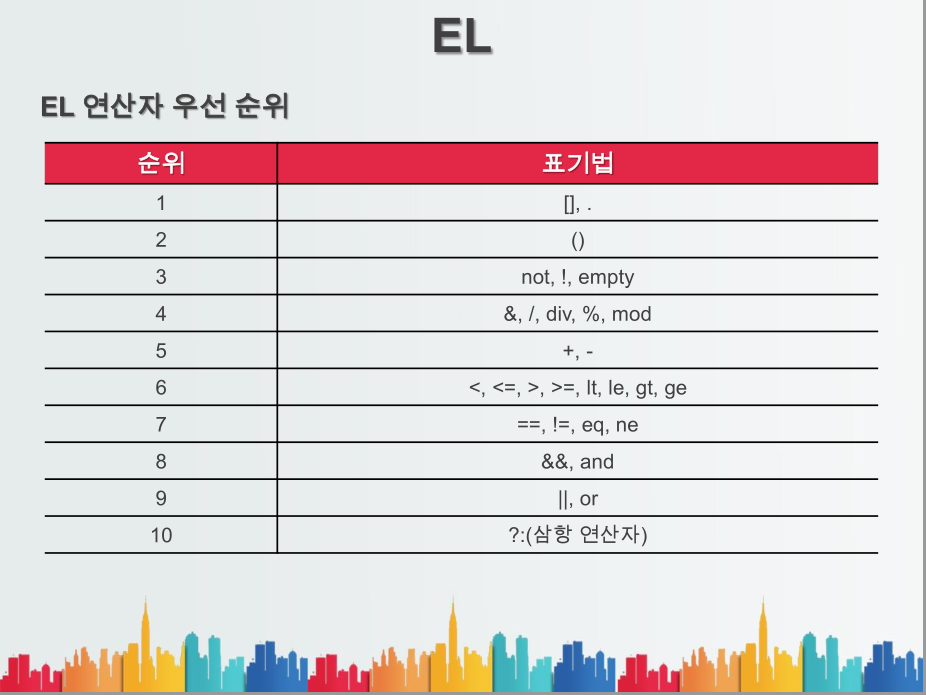 EL
EL 연산자 우선 순위
순위 표기법
1 [], .
2 ()
3 not, !, empty
4 &, /, div, %, mod
5 +, -
6 <, <=, >, >=, lt, le, gt, ge
7 ==, !=, eq, ne
8 &&, and
9 ||, or
10 ?:(삼항 연산자)